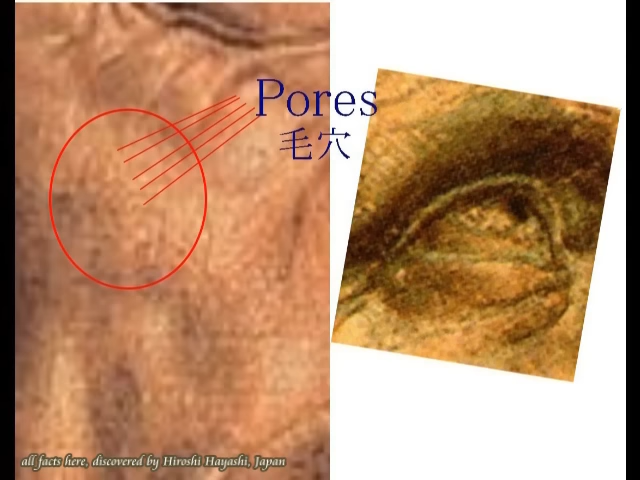 Pores
毛穴
all facts here, discovered by Hiroshi Hayashi, Japan